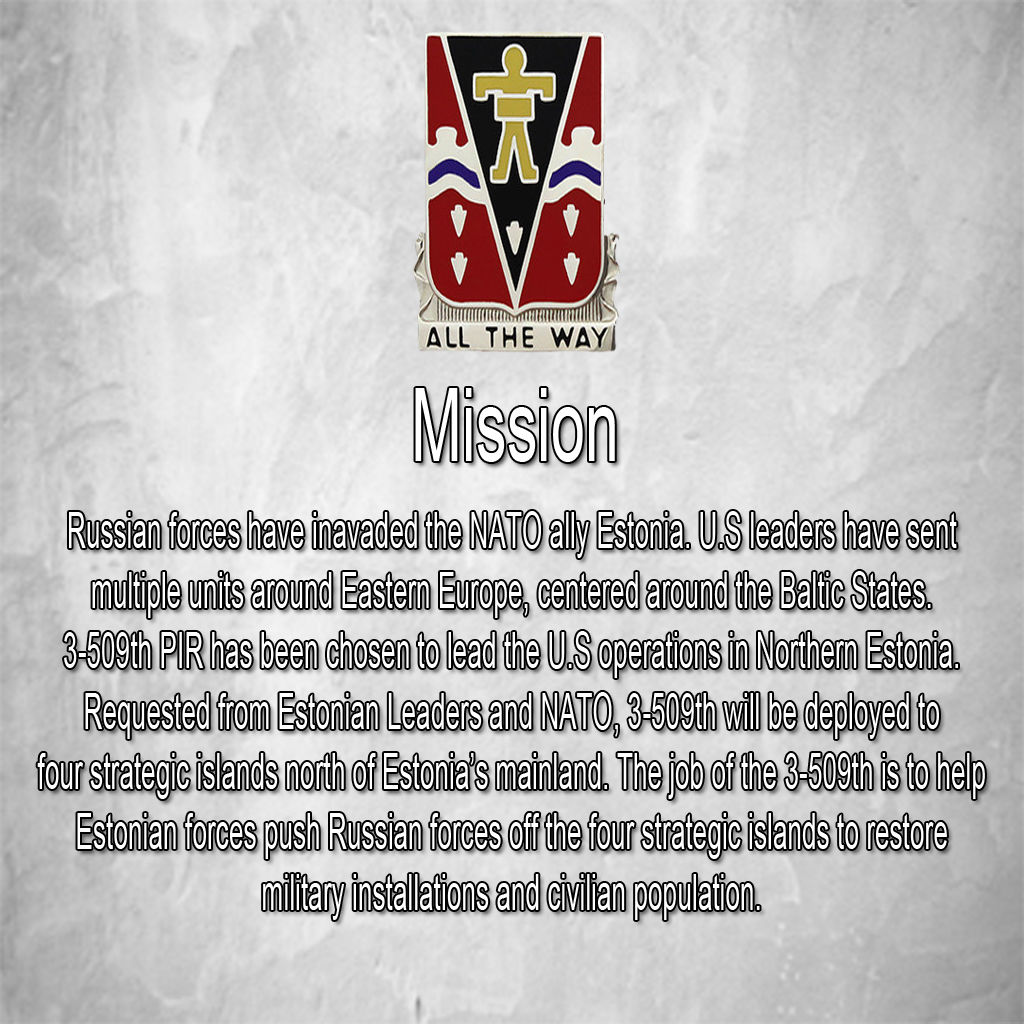 ALL THE WAY
Mission
Russian forces have inavaded the NATO ally Estonia. U.S leaders have sent
multiple units around Eastern Europe, centered around the Baltic States.
3-509th PIR has been chosen to lead the U.S operations in Northern Estonia.
Requested from Estonian Leaders and NATO, 3-509th will be deployed to
four strategic islands north of Estonia’s mainland. The job of the 3-509th is to help
Estonian forces push Russian forces off the four strategic islands to restore
military installations and civilian population.